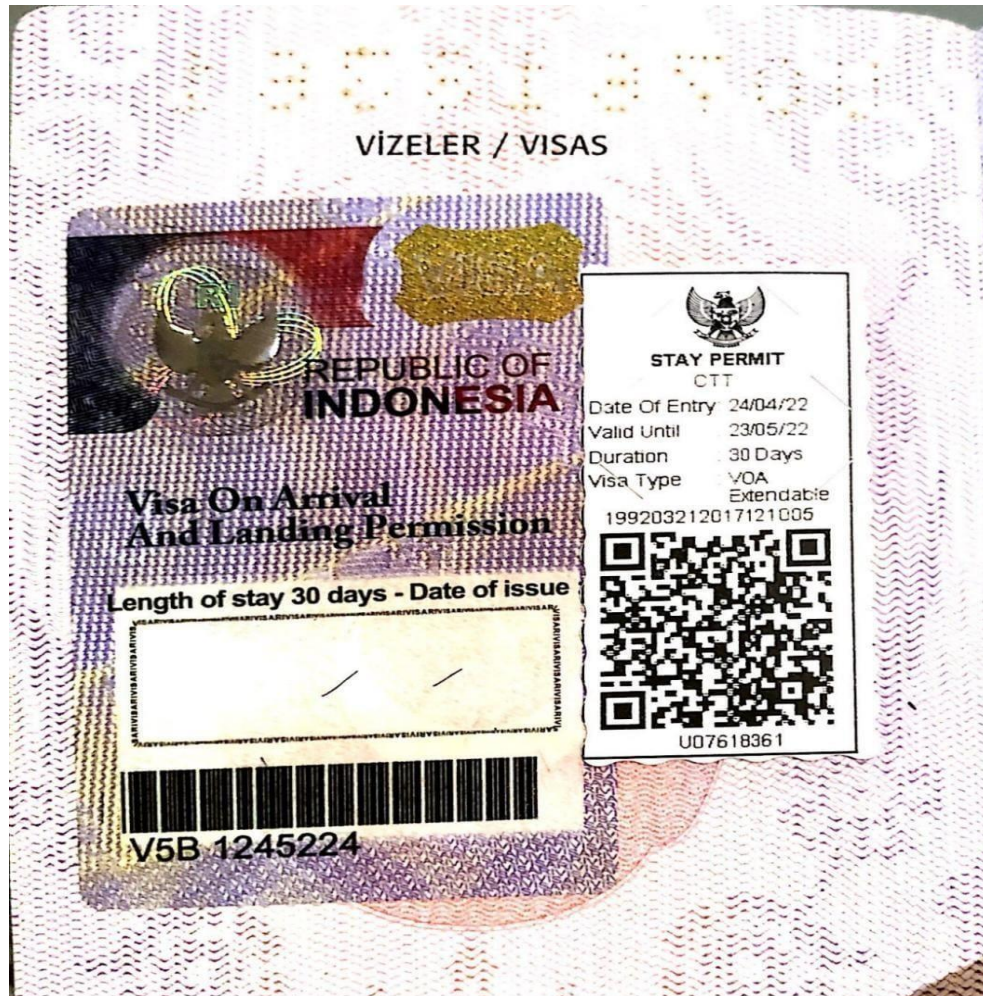 VİZELER / VISAS
VISA
RI
REPUBLIC OF
INDONESIA
Visa On Arrival
And Landing Permission
Length of stay 30 days - Date of issue
V5B 1245224
STAY PERMIT
CTT
Date Of Entry : 24/04/22
Valid Until : 23/05/22
Duration : 30 Days
Visa Type : VOA
Extendable
199203212017121005
U07618361